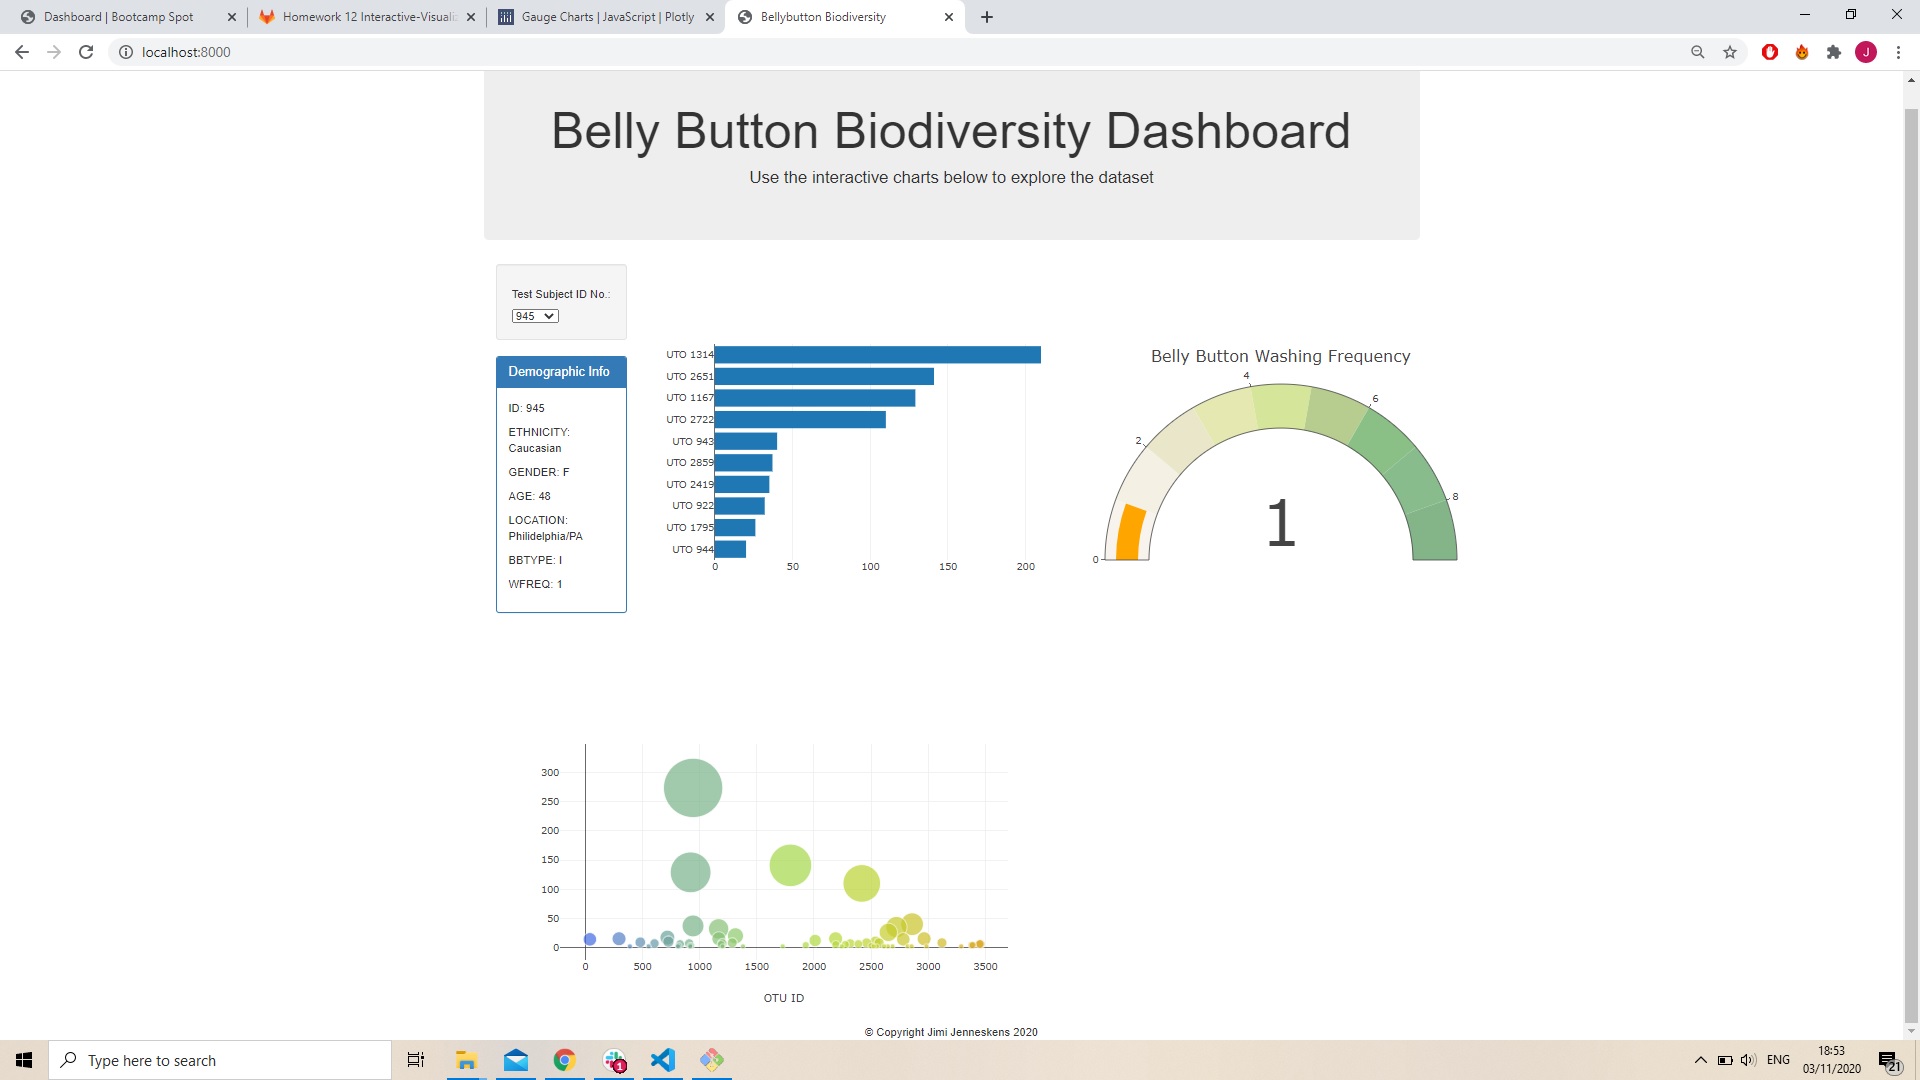 Dashboard | Bootcamp Spot
Homework 12 Interactive-Visuali
Gauge Charts | JavaScript | Plotly
Bellybutton Biodiversity
localhost:8000
J
Belly Button Biodiversity Dashboard
Use the interactive charts below to explore the dataset
Test Subject ID No.:
945
Demographic Info
ID: 945
ETHNICITY:
Caucasian
GENDER: F
AGE: 48
LOCATION:
Philidelphia/PA
BBTYPE: I
WFREQ: 1
UTO 1314
UTO 2651
UTO 1167
UTO 2722
UTO 943
UTO 2859
UTO 2419
UTO 922
UTO 1795
UTO 944
0 50 100 150 200
Belly Button Washing Frequency
0 2 4 6 8
1
300
250
200
150
100
50
0
0 500 1000 1500 2000 2500 3000 3500
OTU ID
© Copyright Jimi Jenneskens 2020
Type here to search
1
ENG
18:53
03/11/2020
21